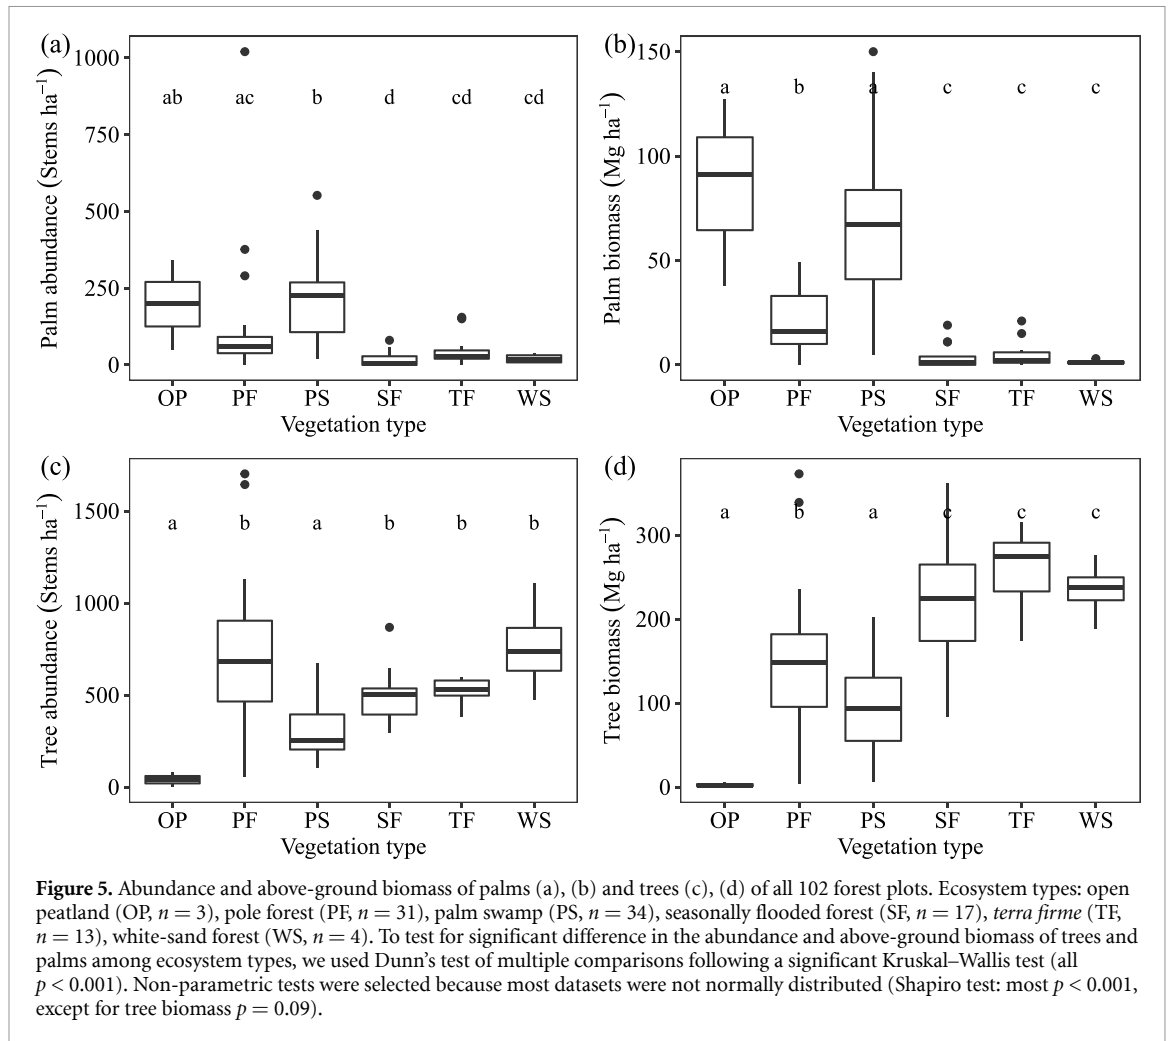 (a)
Palm abundance (Stems ha−1)
1000
750
500
250
0
ab ac b d cd cd
OP PF PS SF TF WS
Vegetation type
(b)
Palm biomass (Mg ha−1)
150
100
50
0
a b a c c c
OP PF PS SF TF WS
Vegetation type
(c)
Tree abundance (Stems ha−1)
1500
1000
500
0
a b a b b b
OP PF PS SF TF WS
Vegetation type
(d)
Tree biomass (Mg ha−1)
300
200
100
0
a b a c c c
OP PF PS SF TF WS
Vegetation type
Figure 5. Abundance and above-ground biomass of palms (a), (b) and trees (c), (d) of all 102 forest plots. Ecosystem types: open
peatland (OP, n = 3), pole forest (PF, n = 31), palm swamp (PS, n = 34), seasonally flooded forest (SF, n = 17), terra firme (TF,
n = 13), white-sand forest (WS, n = 4). To test for significant difference in the abundance and above-ground biomass of trees and
palms among ecosystem types, we used Dunn's test of multiple comparisons following a significant Kruskal–Wallis test (all
p < 0.001). Non-parametric tests were selected because most datasets were not normally distributed (Shapiro test: most p < 0.001,
except for tree biomass p = 0.09).